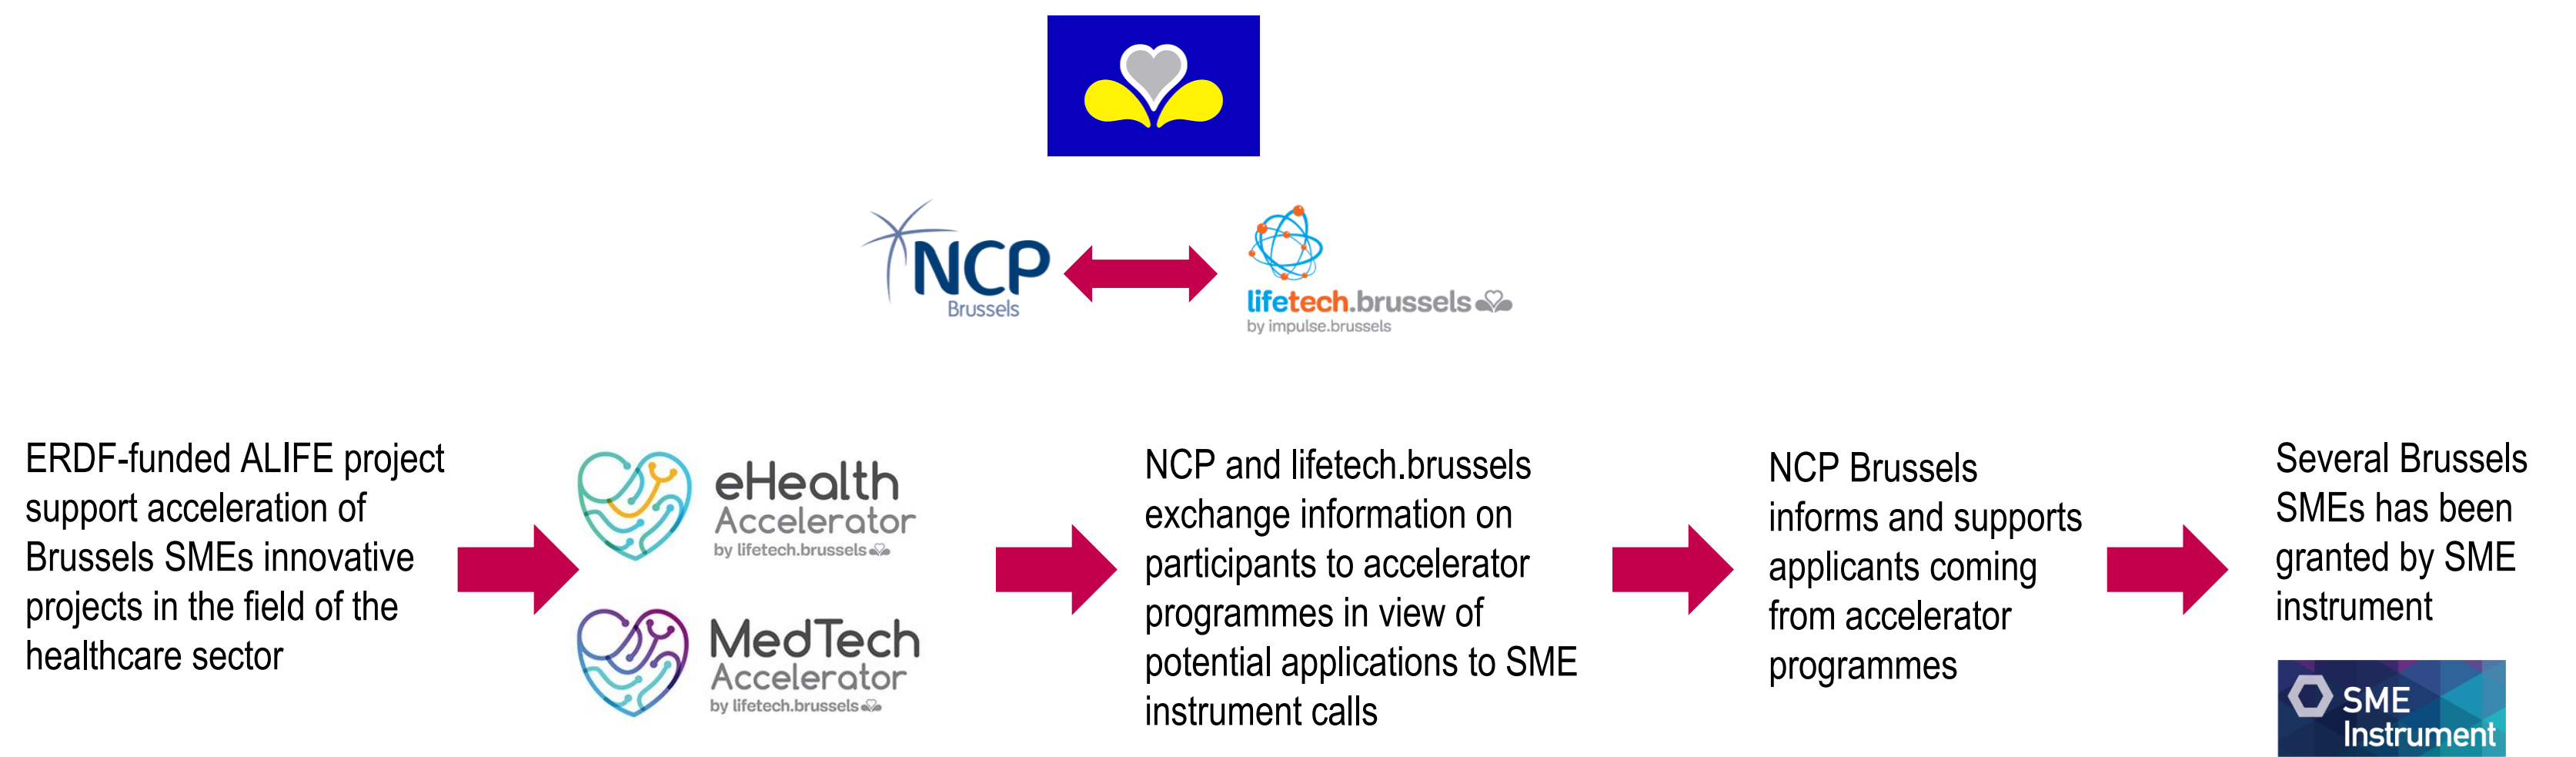 NCP
Brussels
lifetech.brussels
by impulse.brussels
ERDF-funded ALIFE project
support acceleration of
Brussels SMEs innovative
projects in the field of the
healthcare sector
eHealth
Accelerator
by lifetech.brussels
MedTech
Accelerator
by lifetech.brussels
NCP and lifetech.brussels
exchange information on
participants to accelerator
programmes in view of
potential applications to SME
instrument calls
NCP Brussels
informs and supports
applicants coming
from accelerator
programmes
Several Brussels
SMEs has been
granted by SME
instrument
SME
Instrument